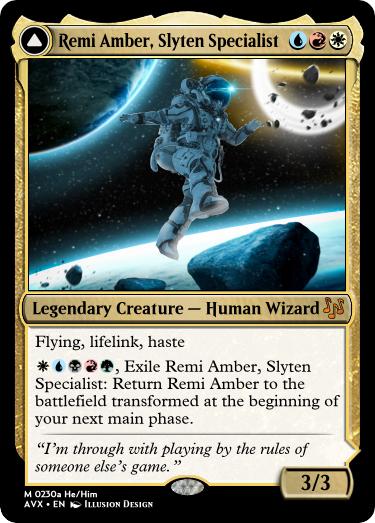 Remi Amber, Slyten Specialist
Legendary Creature — Human Wizard
Flying, lifelink, haste
, Exile Remi Amber, Slyten
Specialist: Return Remi Amber to the
battlefield transformed at the beginning of
your next main phase.
“I’m through with playing by the rules of
someone else’s game.”
3/3
M 0230a He/Him
AVX • EN Illusion Design